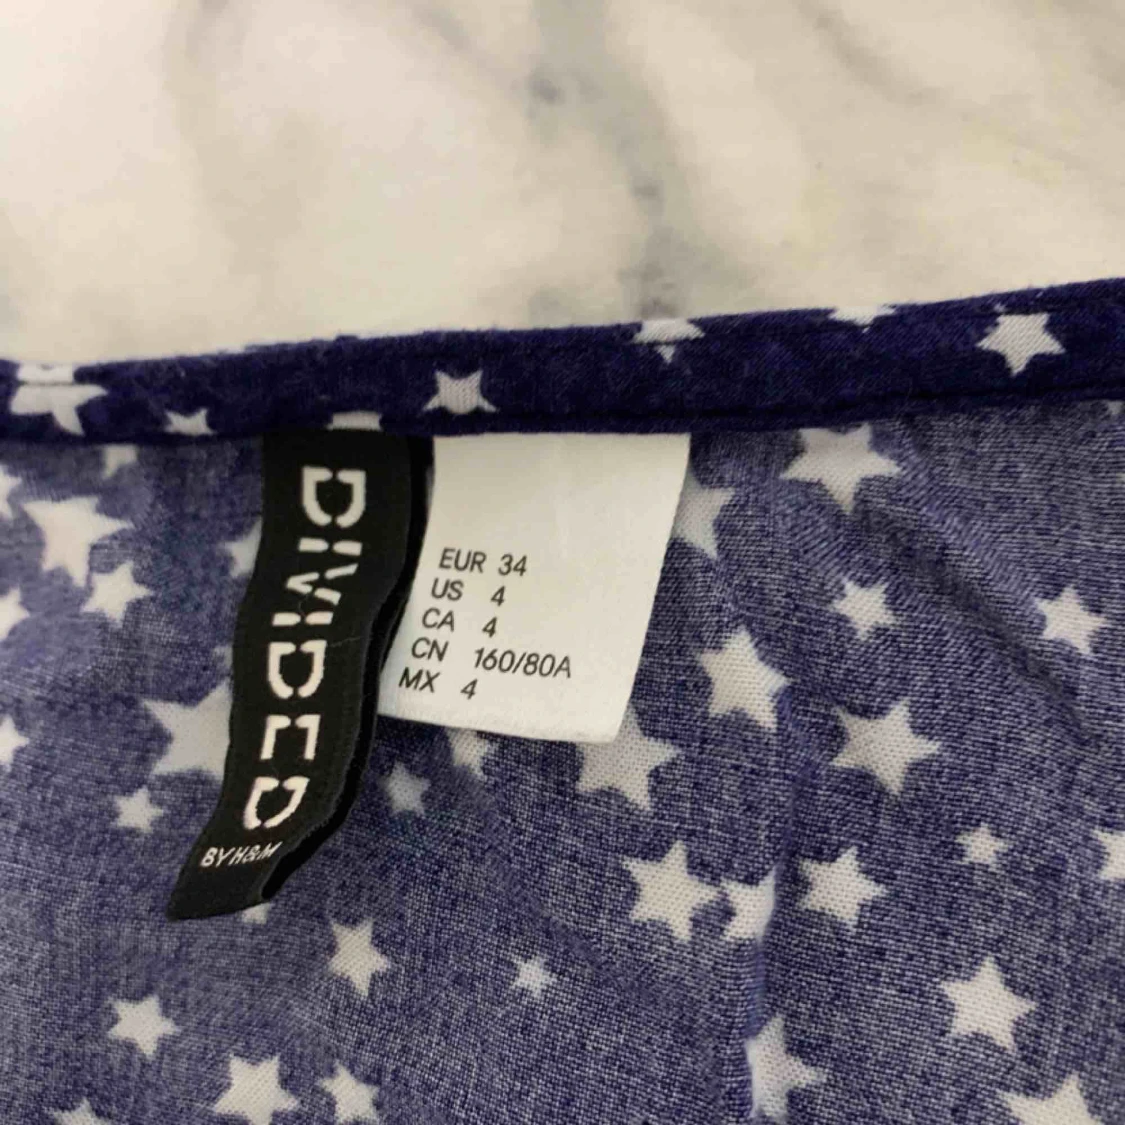 DIVIDED
BY H&M
EUR 34
US 4
CA 4
CN 160/80A
MX 4